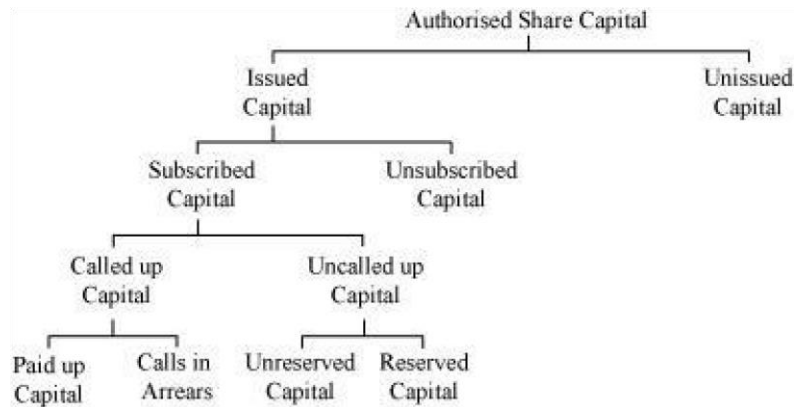 Authorised Share Capital
Issued
Capital
Unissued
Capital
Subscribed
Capital
Unsubscribed
Capital
Called up
Capital
Uncalled up
Capital
Paid up
Capital
Calls in
Arrears
Unreserved
Capital
Reserved
Capital